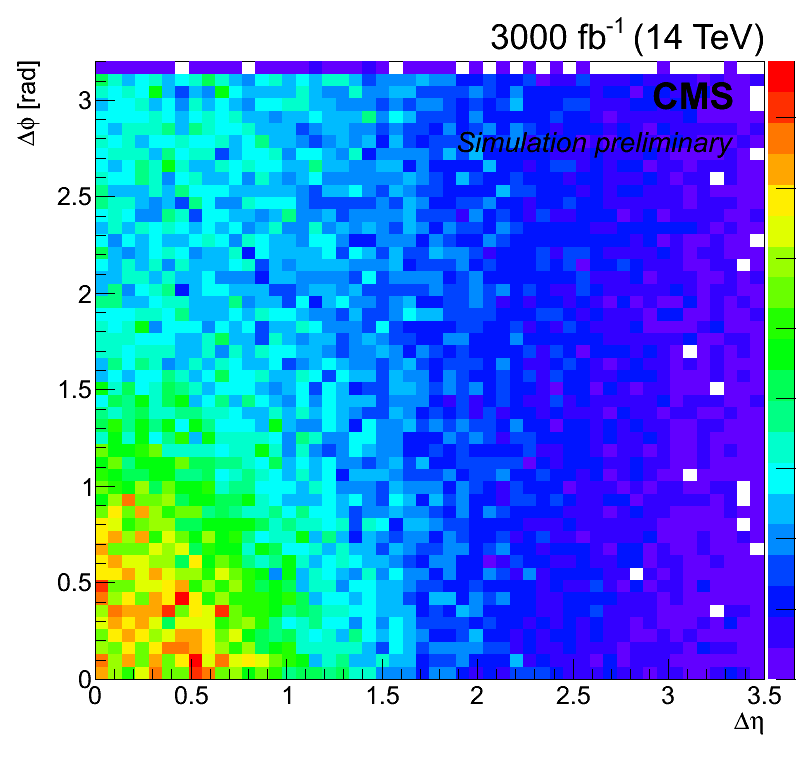 3000 fb-1 (14 TeV)
Δϕ [rad]
CMS
Simulation preliminary
3
2.5
2
1.5
1
0.5
0
0 0.5 1 1.5 2 2.5 3 3.5
Δη